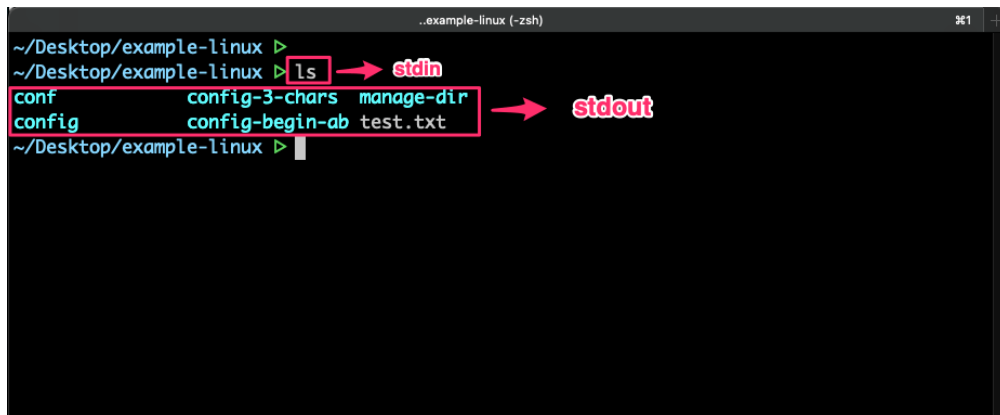 ..example-linux (-zsh) ⌘1
~/Desktop/example-linux ▷
~/Desktop/example-linux ▷ ls stdin
conf config-3-chars manage-dir
config config-begin-ab test.txt
stdout
~/Desktop/example-linux ▷